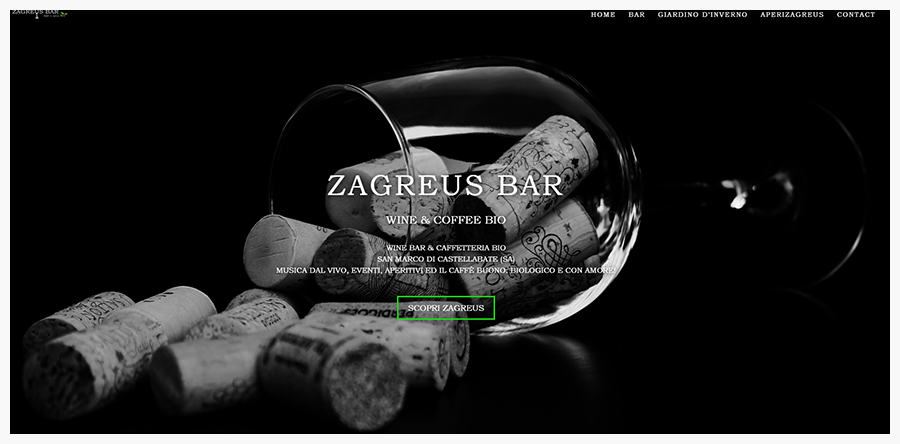 ZAGREUS BAR
HOME BAR GIARDINO D'INVERNO APERIZAGREUS CONTACT
ZAGREUS BAR
WINE & COFFEE BIO
WINE BAR & CAFFETTERIA BIO
SAN MARCO DI CASTELLABATE (SA)
MUSICA DAL VIVO, EVENTI, APERITIVI ED IL CAFFÈ BUONO, BIOLOGICO E CON AMORE!
SCOPRI ZAGREUS